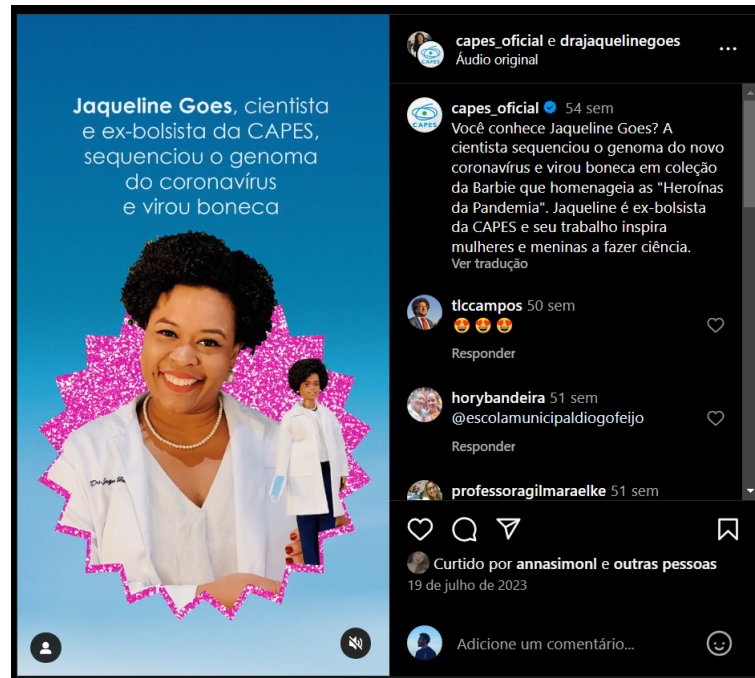 Jaqueline Goes, cientista
e ex-bolsista da CAPES,
sequenciou o genoma
do coronavírus
e virou boneca
capes_oficial e drajaquelinegoes
Áudio original
CAPES
capes_oficial 54 sem
Você conhece Jaqueline Goes? A
cientista sequenciou o genoma do novo
coronavírus e virou boneca em coleção
da Barbie que homenageia as "Heroínas
da Pandemia". Jaqueline é ex-bolsista
da CAPES e seu trabalho inspira
mulheres e meninas a fazer ciência.
Ver tradução
tlccampos 50 sem
Responder
horybandeira 51 sem
@escolamunicipaldiogofeijo
Responder
professoragilmaraelke 51 sem
Curtido por annasimonl e outras pessoas
19 de julho de 2023
Adicione um comentário...